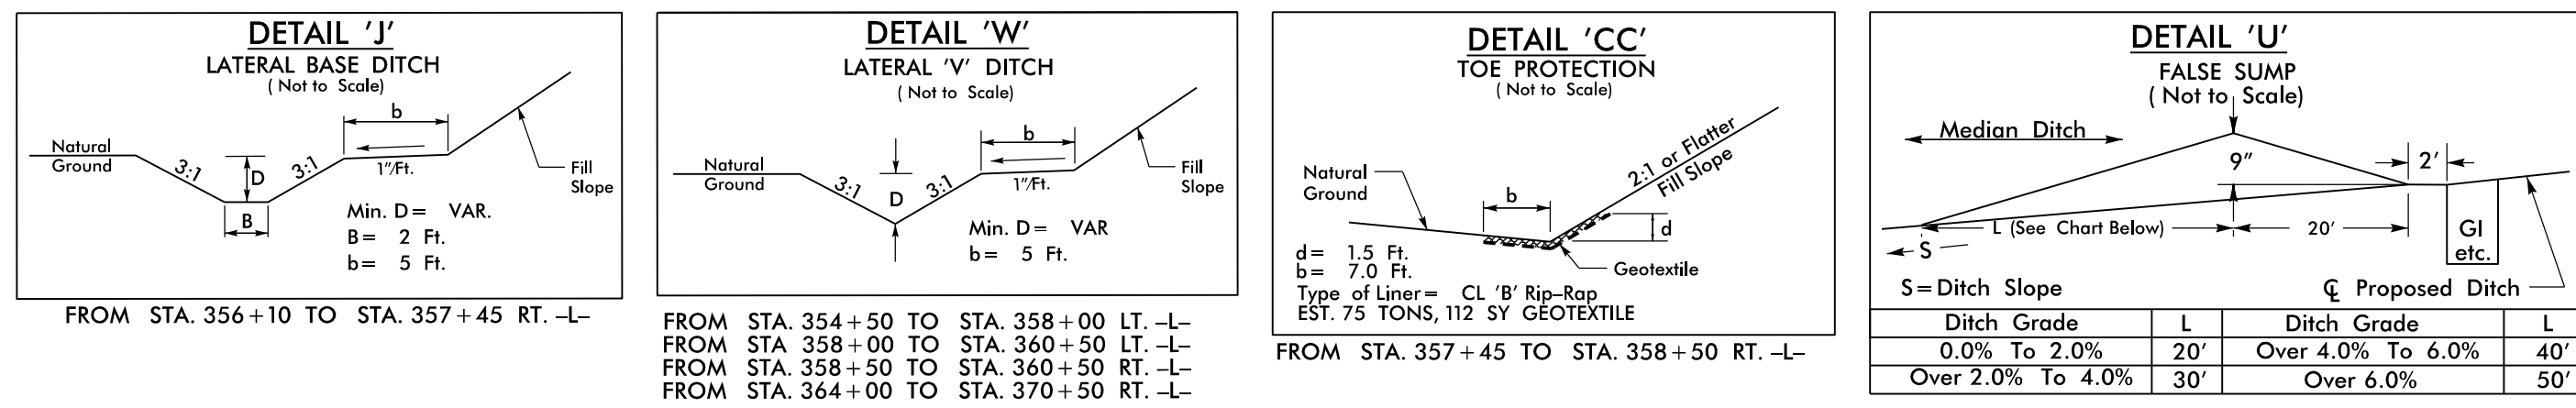 DETAIL 'J'
LATERAL BASE DITCH
( Not to Scale)
b
Natural
Ground
3:1
D
3:1
1"/Ft.
Fill
Slope
B
Min. D= VAR.
B= 2 Ft.
b= 5 Ft.
FROM STA. 356+10 TO STA. 357+45 RT. –L–
DETAIL 'W'
LATERAL 'V' DITCH
( Not to Scale)
b
Natural
Ground
3:1
D
3:1
1"/Ft.
Fill
Slope
Min. D= VAR
b= 5 Ft.
FROM STA. 354+50 TO STA. 358+00 LT. –L–
FROM STA 358+00 TO STA. 360+50 LT. –L–
FROM STA. 358+50 TO STA. 360+50 RT. –L–
FROM STA. 364+00 TO STA. 370+50 RT. –L–
DETAIL 'CC'
TOE PROTECTION
( Not to Scale)
Natural
Ground
b
2:1 or Flatter
Fill Slope
d
d= 1.5 Ft.
b= 7.0 Ft.
Geotextile
Type of Liner= CL 'B' Rip–Rap
EST. 75 TONS, 112 SY GEOTEXTILE
FROM STA. 357+45 TO STA. 358+50 RT. –L–
DETAIL 'U'
FALSE SUMP
( Not to Scale)
Median Ditch
9"
2'
L (See Chart Below)
20'
GI
etc.
S
S=Ditch Slope
℄ Proposed Ditch
Ditch Grade L Ditch Grade L
0.0% To 2.0% 20' Over 4.0% To 6.0% 40'
Over 2.0% To 4.0% 30' Over 6.0% 50'